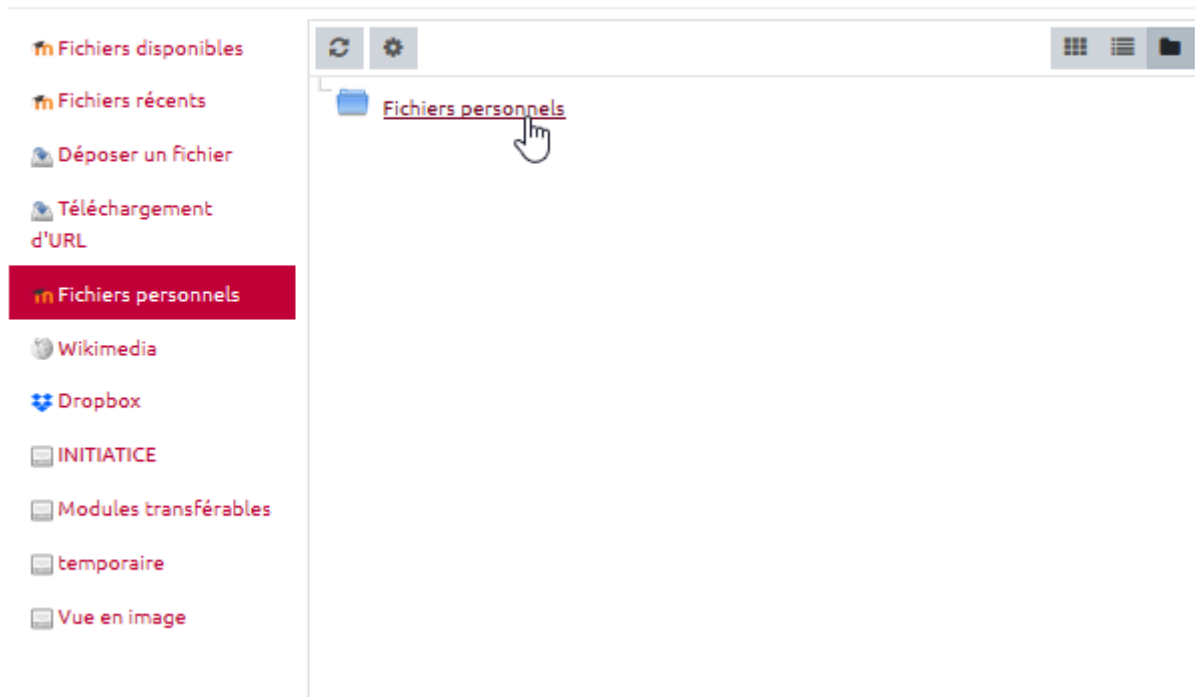 Fichiers disponibles
Fichiers récents
Déposer un fichier
Téléchargement
d'URL
Fichiers personnels
Wikimedia
Dropbox
INITIATICE
Modules transférables
temporaire
Vue en image
Fichiers personnels